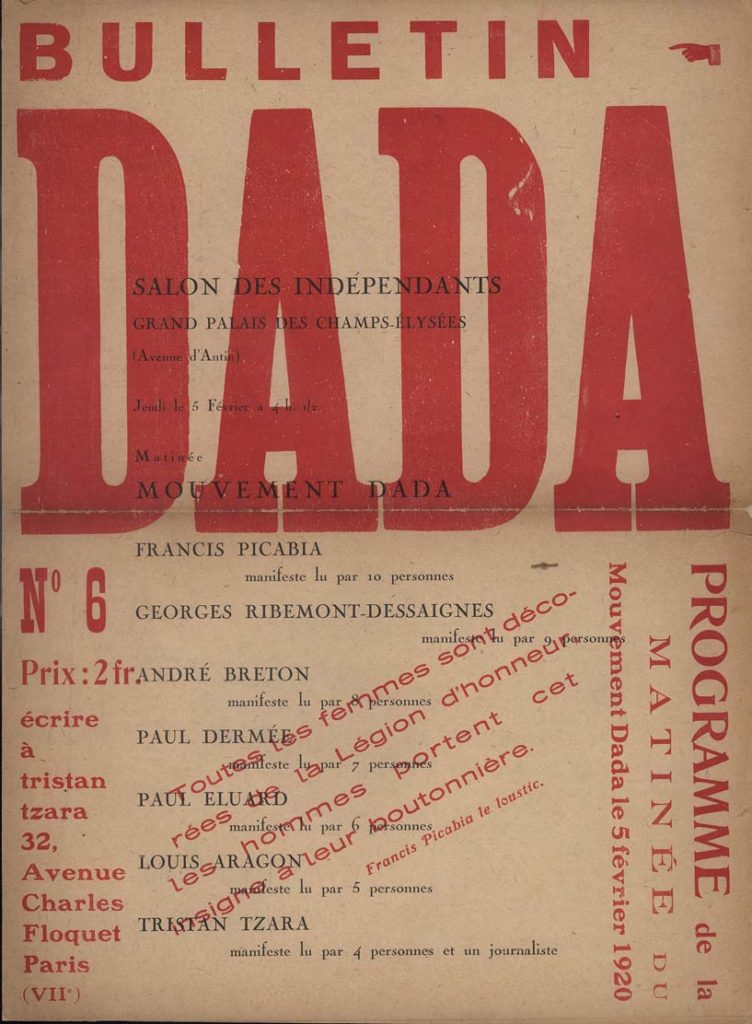 BULLETIN
DADA
SALON DES INDÉPENDANTS
GRAND PALAIS DES CHAMPS-ÉLYSÉES
(Avenue d'Antin)
Jeudi le 5 Février à 4 h. 1/2
Matinée
MOUVEMENT DADA
FRANCIS PICABIA
manifeste lu par 10 personnes
GEORGES RIBEMONT-DESSAIGNES
manifeste lu par 9 personnes
ANDRÉ BRETON
manifeste lu par 8 personnes
PAUL DERMÉE
manifeste lu par 7 personnes
PAUL ELUARD
manifeste lu par 6 personnes
LOUIS ARAGON
manifeste lu par 5 personnes
TRISTAN TZARA
manifeste lu par 4 personnes et un journaliste
Nº 6
Prix : 2 fr.
écrire
à
tristan
tzara
32,
Avenue
Charles
Floquet
Paris
(VIIe)
Toutes les femmes sont déco-
rées de la Légion d'honneur
les hommes portent cet
insigne à leur boutonnière.
Francis Picabia le loustic.
PROGRAMME de la
MATINÉE DU
Mouvement Dada le 5 février 1920